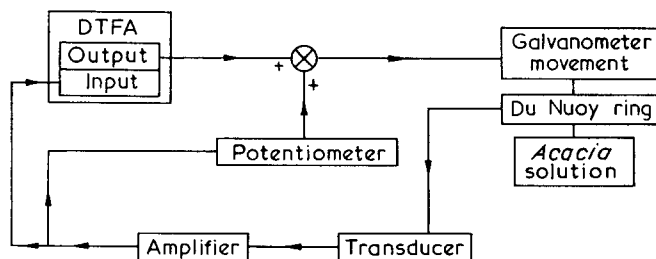 DTFA
Output
Input
+
+
Galvanometer
movement
Du Nuoy ring
Acacia
solution
Potentiometer
Amplifier
Transducer